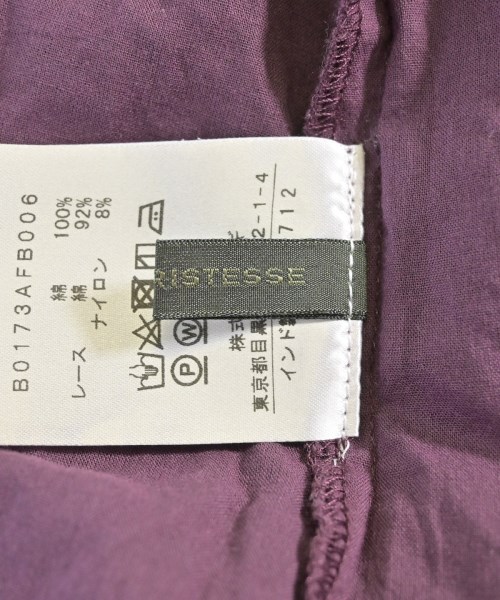 B0173AFB006
綿 100%
レース 綿 92%
ナイロン 8%
P W
RISTESSE
株式
東京都目黒 2-1-4
インド 712